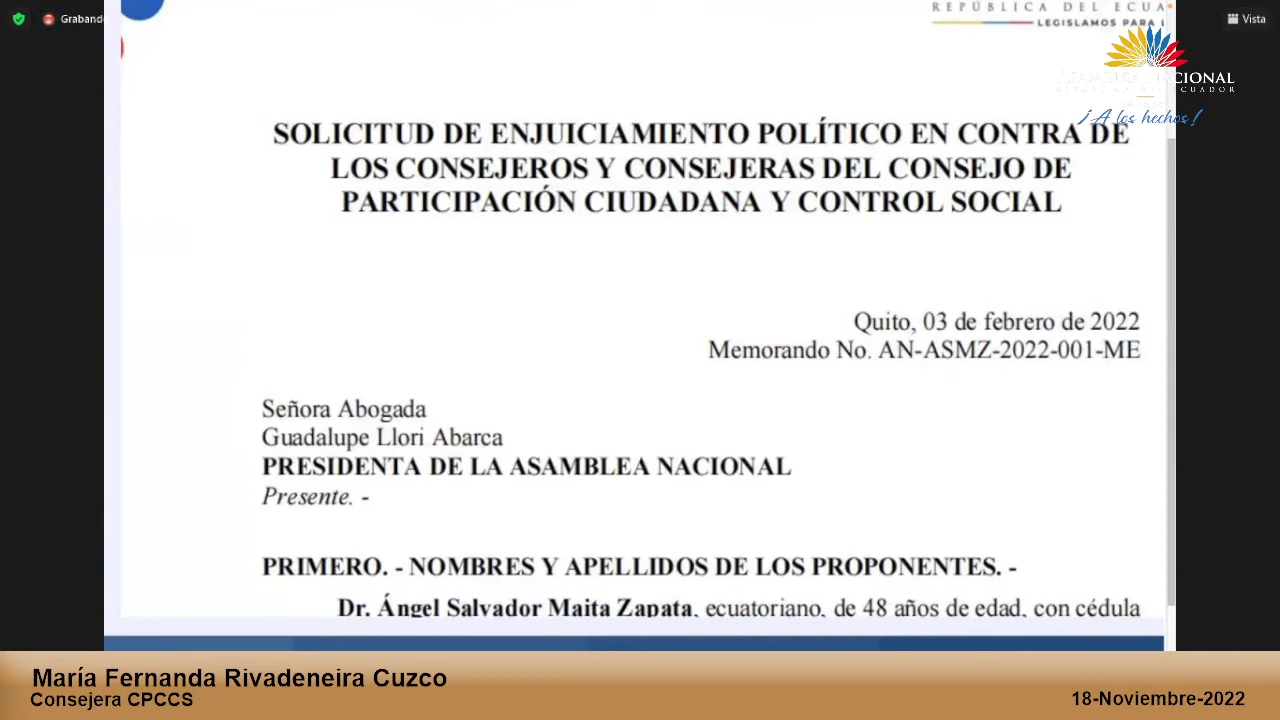 Grabando
REPÚBLICA DEL ECUA
LEGISLAMOS PARA L
Vista
ASAMBLEA NACIONAL
¡A los hechos!
SOLICITUD DE ENJUICIAMIENTO POLÍTICO EN CONTRA DE
LOS CONSEJEROS Y CONSEJERAS DEL CONSEJO DE
PARTICIPACIÓN CIUDADANA Y CONTROL SOCIAL
Quito, 03 de febrero de 2022
Memorando No. AN-ASMZ-2022-001-ME
Señora Abogada
Guadalupe Llori Abarca
PRESIDENTA DE LA ASAMBLEA NACIONAL
Presente. -
PRIMERO. - NOMBRES Y APELLIDOS DE LOS PROPONENTES. -
Dr. Ángel Salvador Maita Zapata, ecuatoriano, de 48 años de edad, con cédula
María Fernanda Rivadeneira Cuzco
Consejera CPCCS
18-Noviembre-2022